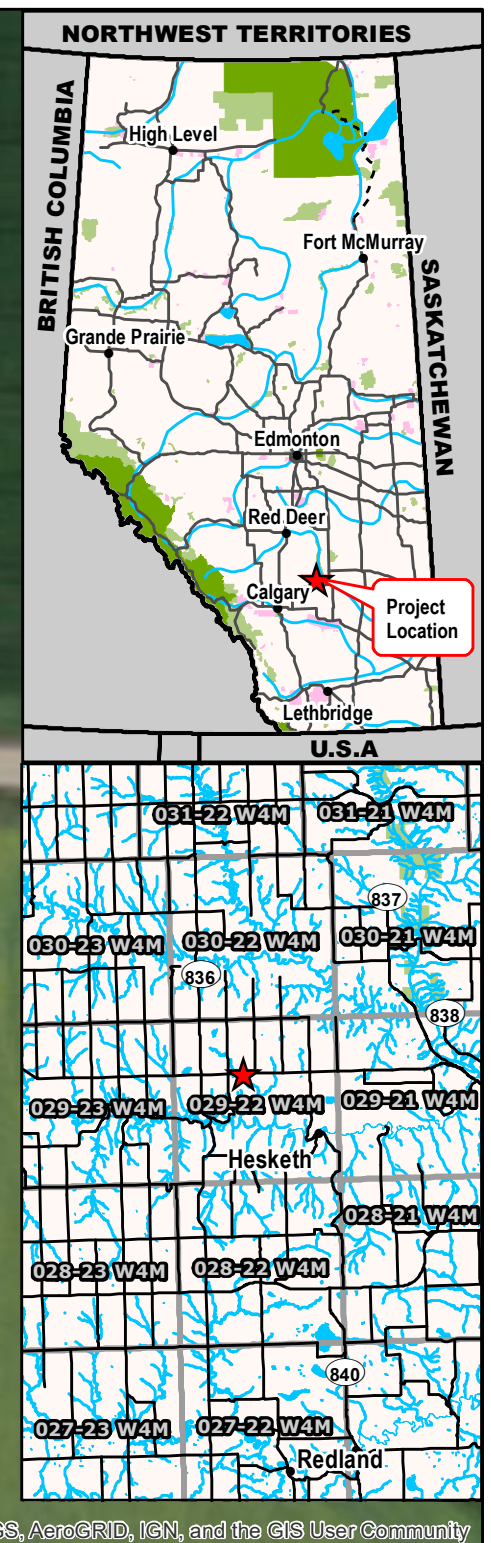 NORTHWEST TERRITORIES
BRITISH COLUMBIA
High Level
Fort McMurray
SASKATCHEWAN
Grande Prairie
Edmonton
Red Deer
Calgary
Project
Location
Lethbridge
U.S.A
031-22 W4M
031-21 W4M
837
030-23 W4M
030-22 W4M
030-21 W4M
836
838
029-23 W4M
029-22 W4M
029-21 W4M
Hesketh
028-21 W4M
028-23 W4M
028-22 W4M
840
027-23 W4M
027-22 W4M
Redland
GS, AeroGRID, IGN, and the GIS User Community